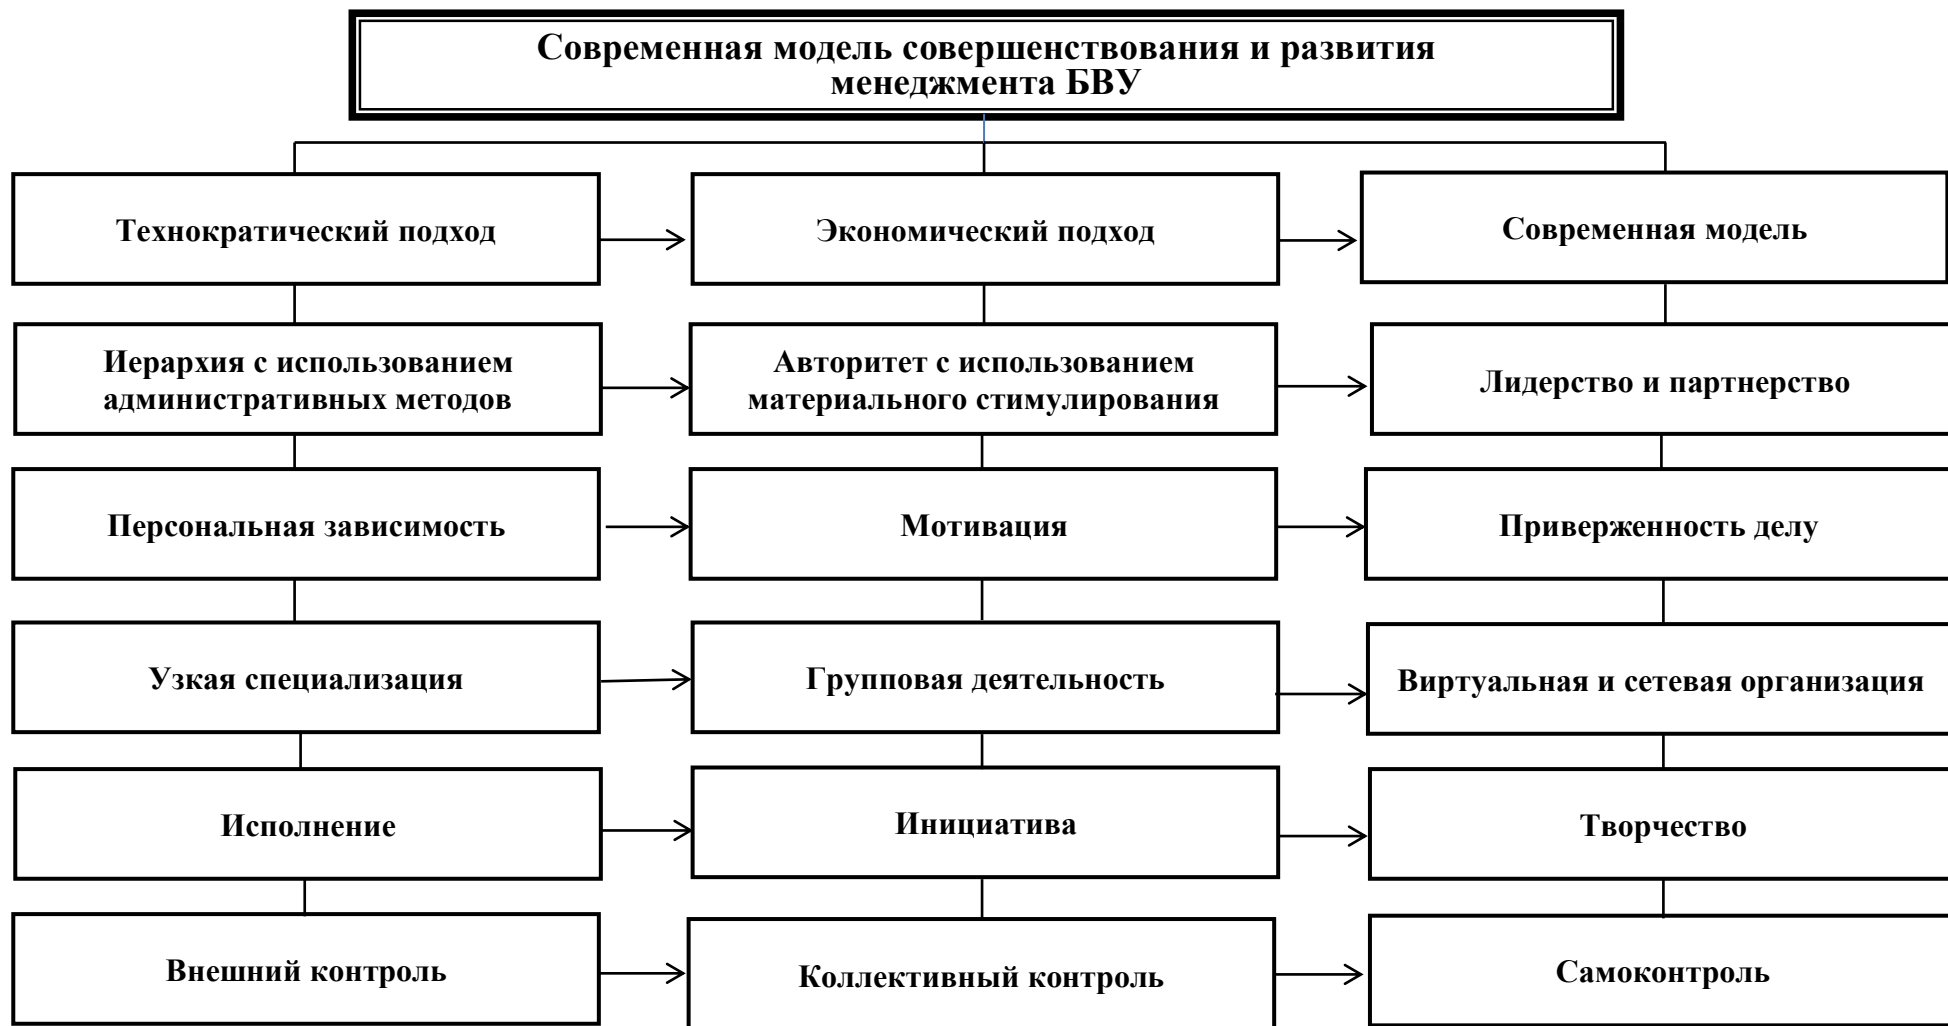 Современная модель совершенствования и развития
менеджмента БВУ
Технократический подход
Экономический подход
Современная модель
Иерархия с использованием
административных методов
Авторитет с использованием
материального стимулирования
Лидерство и партнерство
Персональная зависимость
Мотивация
Приверженность делу
Узкая специализация
Групповая деятельность
Виртуальная и сетевая организация
Исполнение
Инициатива
Творчество
Внешний контроль
Коллективный контроль
Самоконтроль